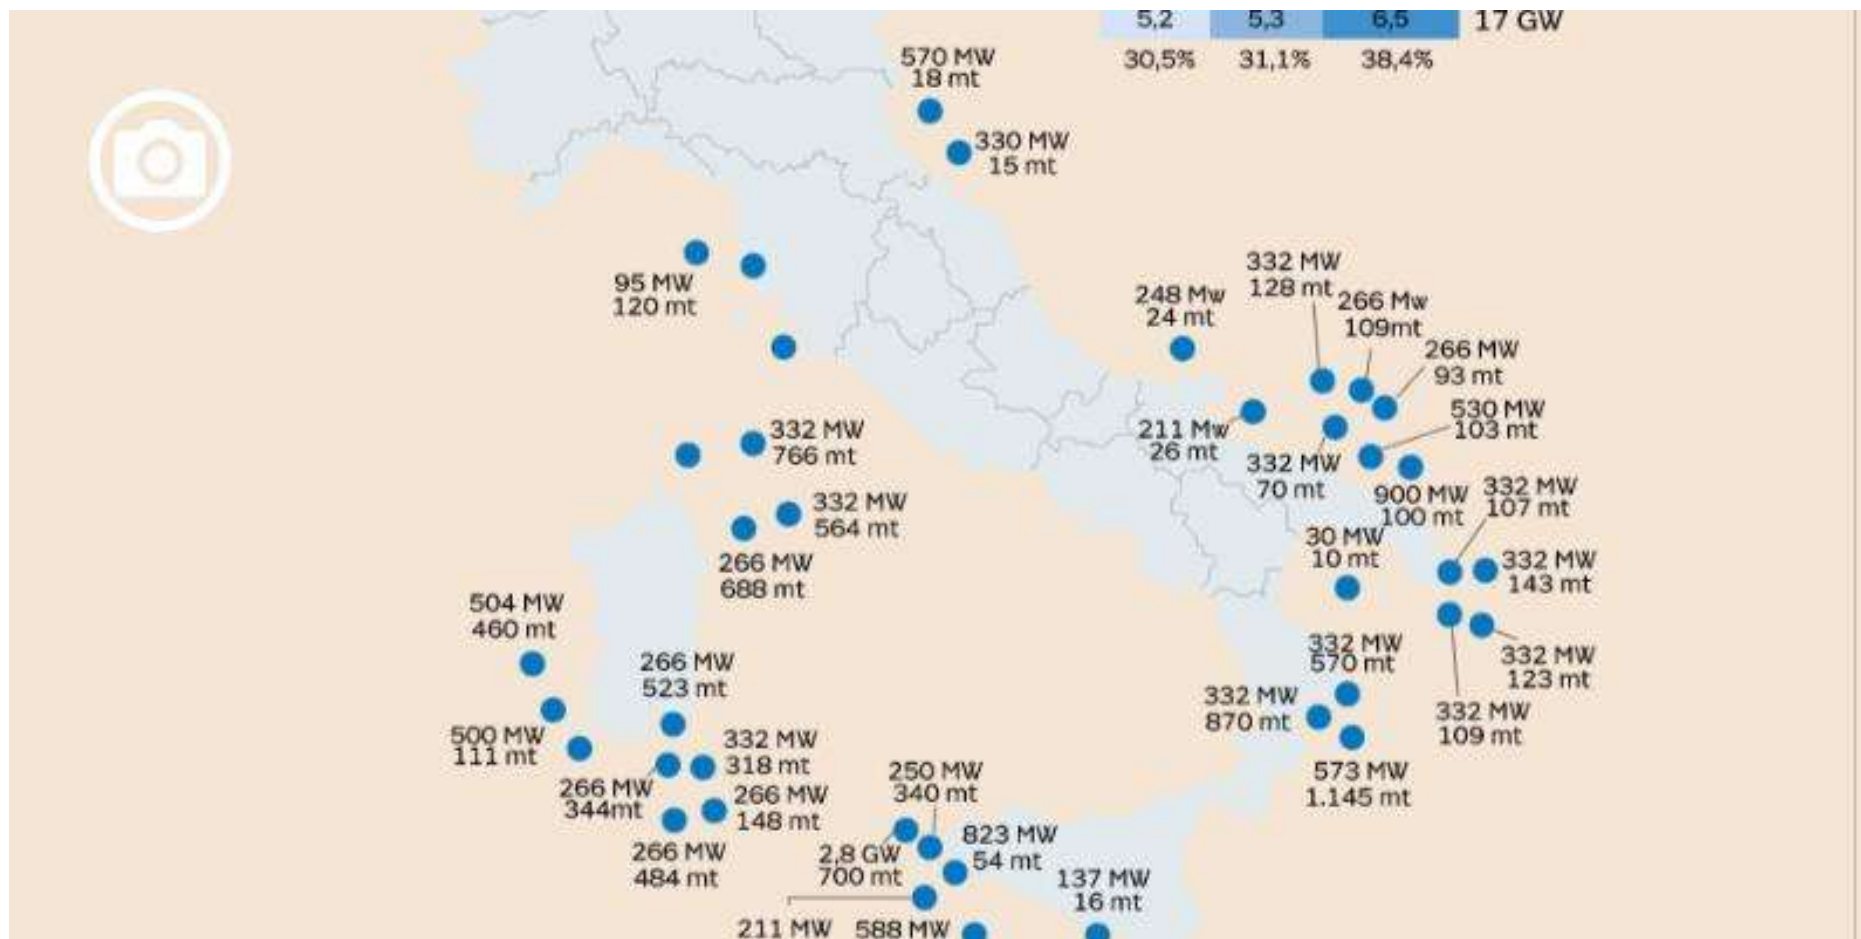 5,2 5,3 6,5 17 GW
30,5% 31,1% 38,4%
570 MW
18 mt
330 MW
15 mt
95 MW
120 mt
332 MW
128 mt
248 Mw
24 mt
266 Mw
109mt
266 MW
93 mt
530 MW
103 mt
211 Mw
26 mt
332 MW
70 mt
900 MW
100 mt
332 MW
107 mt
332 MW
766 mt
332 MW
564 mt
266 MW
688 mt
30 MW
10 mt
332 MW
143 mt
504 MW
460 mt
332 MW
570 mt
332 MW
123 mt
266 MW
523 mt
332 MW
870 mt
332 MW
109 mt
500 MW
111 mt
332 MW
318 mt
573 MW
1.145 mt
266 MW
344mt
266 MW
148 mt
250 MW
340 mt
266 MW
484 mt
2,8 GW
700 mt
823 MW
54 mt
137 MW
16 mt
211 MW
588 MW